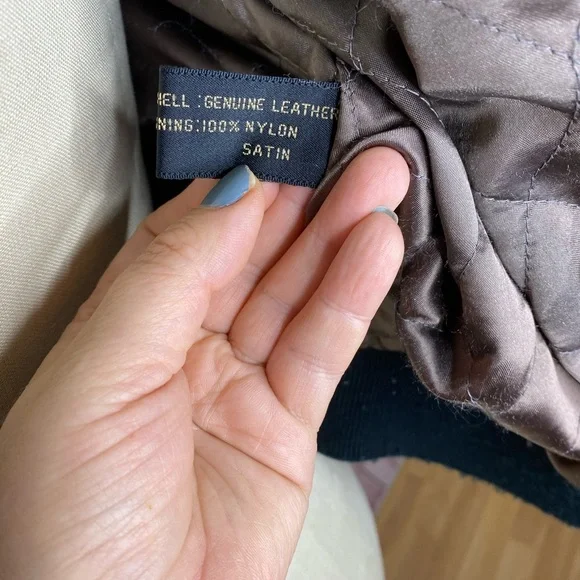 HELL : GENUINE LEATHER
NING: 100% NYLON
SATIN